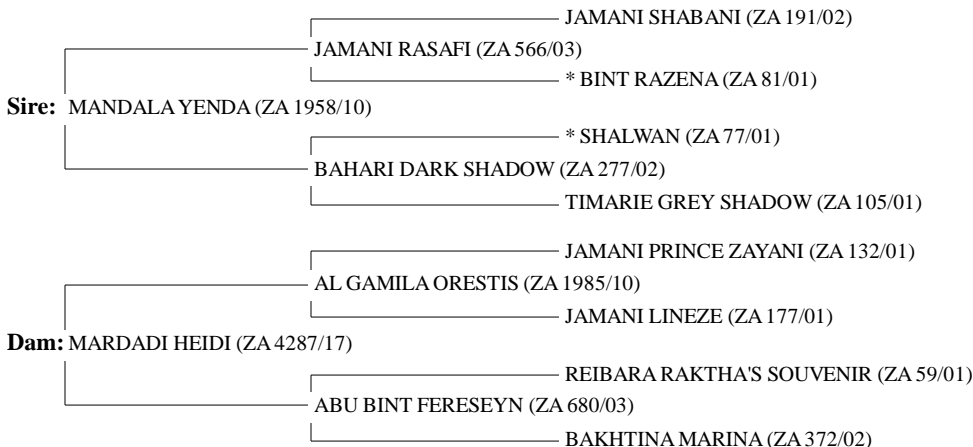 JAMANI SHABANI (ZA 191/02)
JAMANI RASAFI (ZA 566/03)
* BINT RAZENA (ZA 81/01)
Sire: MANDALA YENDA (ZA 1958/10)
* SHALWAN (ZA 77/01)
BAHARI DARK SHADOW (ZA 277/02)
TIMARIE GREY SHADOW (ZA 105/01)
JAMANI PRINCE ZAYANI (ZA 132/01)
AL GAMILA ORESTIS (ZA 1985/10)
JAMANI LINEZE (ZA 177/01)
Dam: MARDADI HEIDI (ZA 4287/17)
REIBARA RAKTHA'S SOUVENIR (ZA 59/01)
ABU BINT FERESEYN (ZA 680/03)
BAKHTINA MARINA (ZA 372/02)